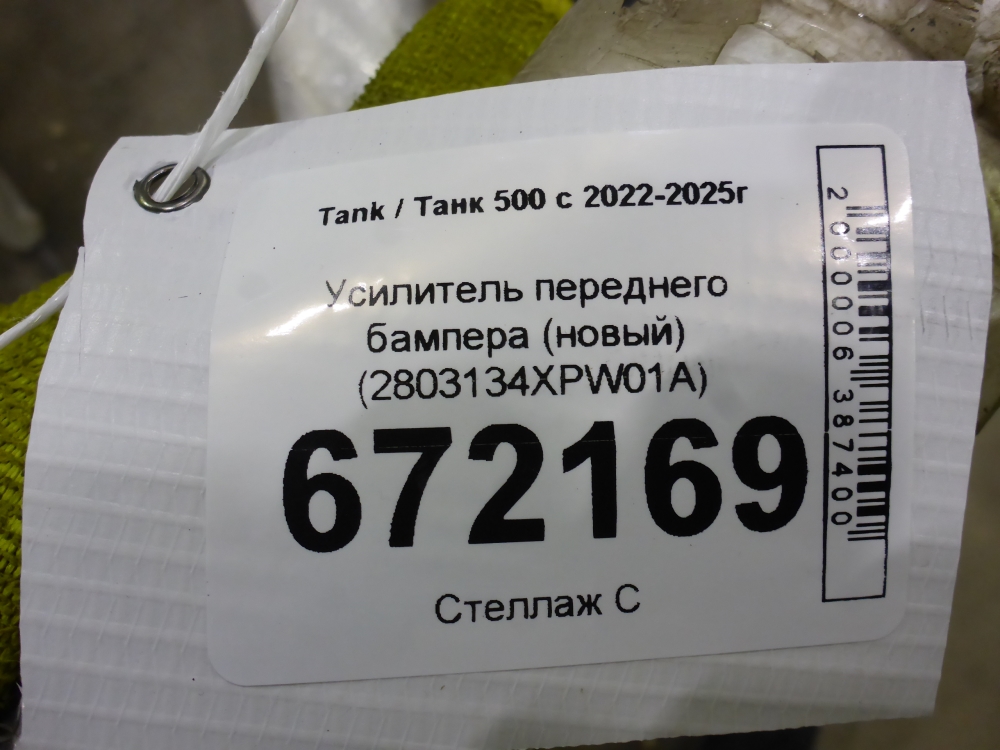 Tank / Танк 500 с 2022-2025г
Усилитель переднего
бампера (новый)
(2803134XPW01A)
672169
Стеллаж С
2000006387400